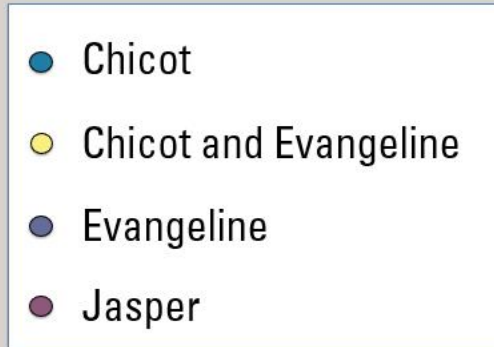 Chicot
Chicot and Evangeline
Evangeline
Jasper